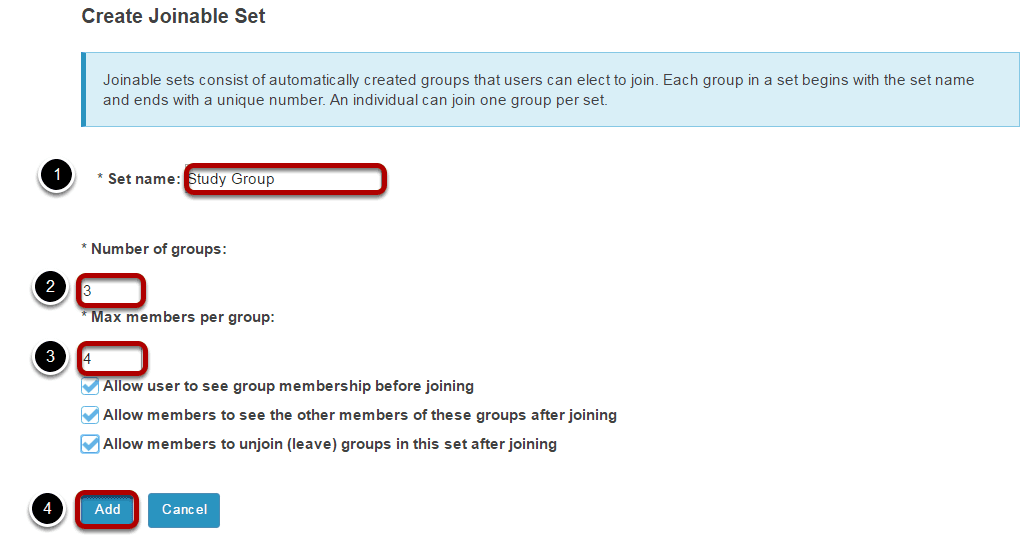 Create Joinable Set
Joinable sets consist of automatically created groups that users can elect to join. Each group in a set begins with the set name
and ends with a unique number. An individual can join one group per set.
1 * Set name: Study Group
* Number of groups:
2 3
* Max members per group:
3 4
Allow user to see group membership before joining
Allow members to see the other members of these groups after joining
Allow members to unjoin (leave) groups in this set after joining
4 Add Cancel